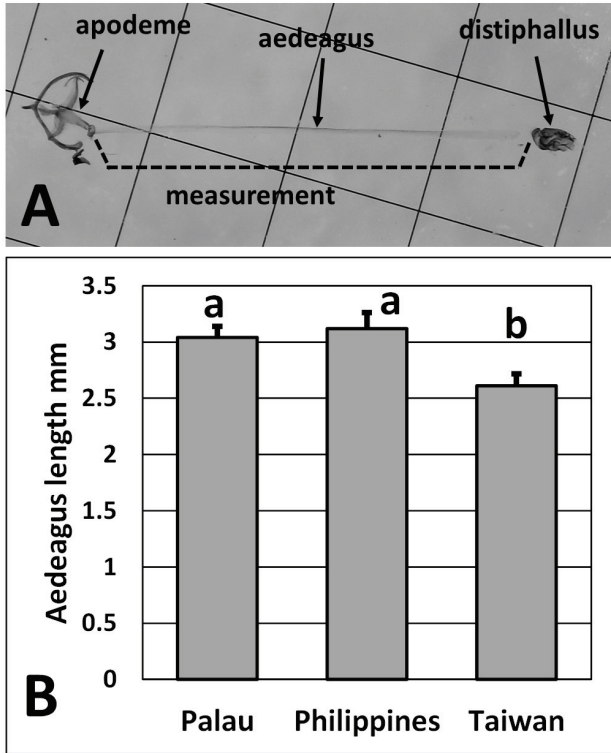 apodeme
aedeagus
distiphallus
measurement
A
3.5
3
2.5
2
1.5
1
0.5
0
Aedeagus length mm
a
a
b
Palau Philippines Taiwan
B